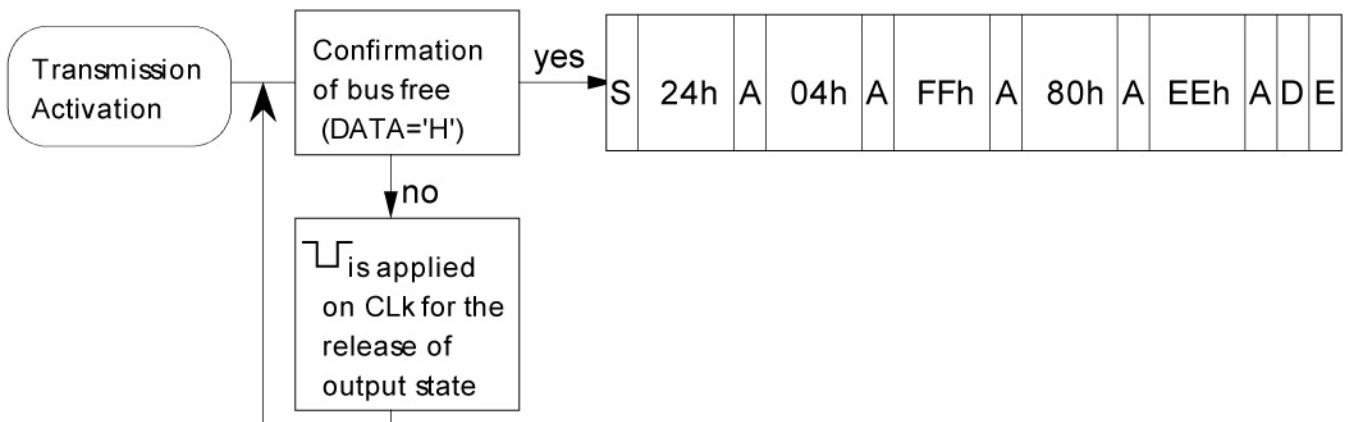 Transmission
Activation
Confirmation
of bus free
(DATA='H')
yes
S 24h A 04h A FFh A 80h A EEh A D E
no
is applied
on CLk for the
release of
output state